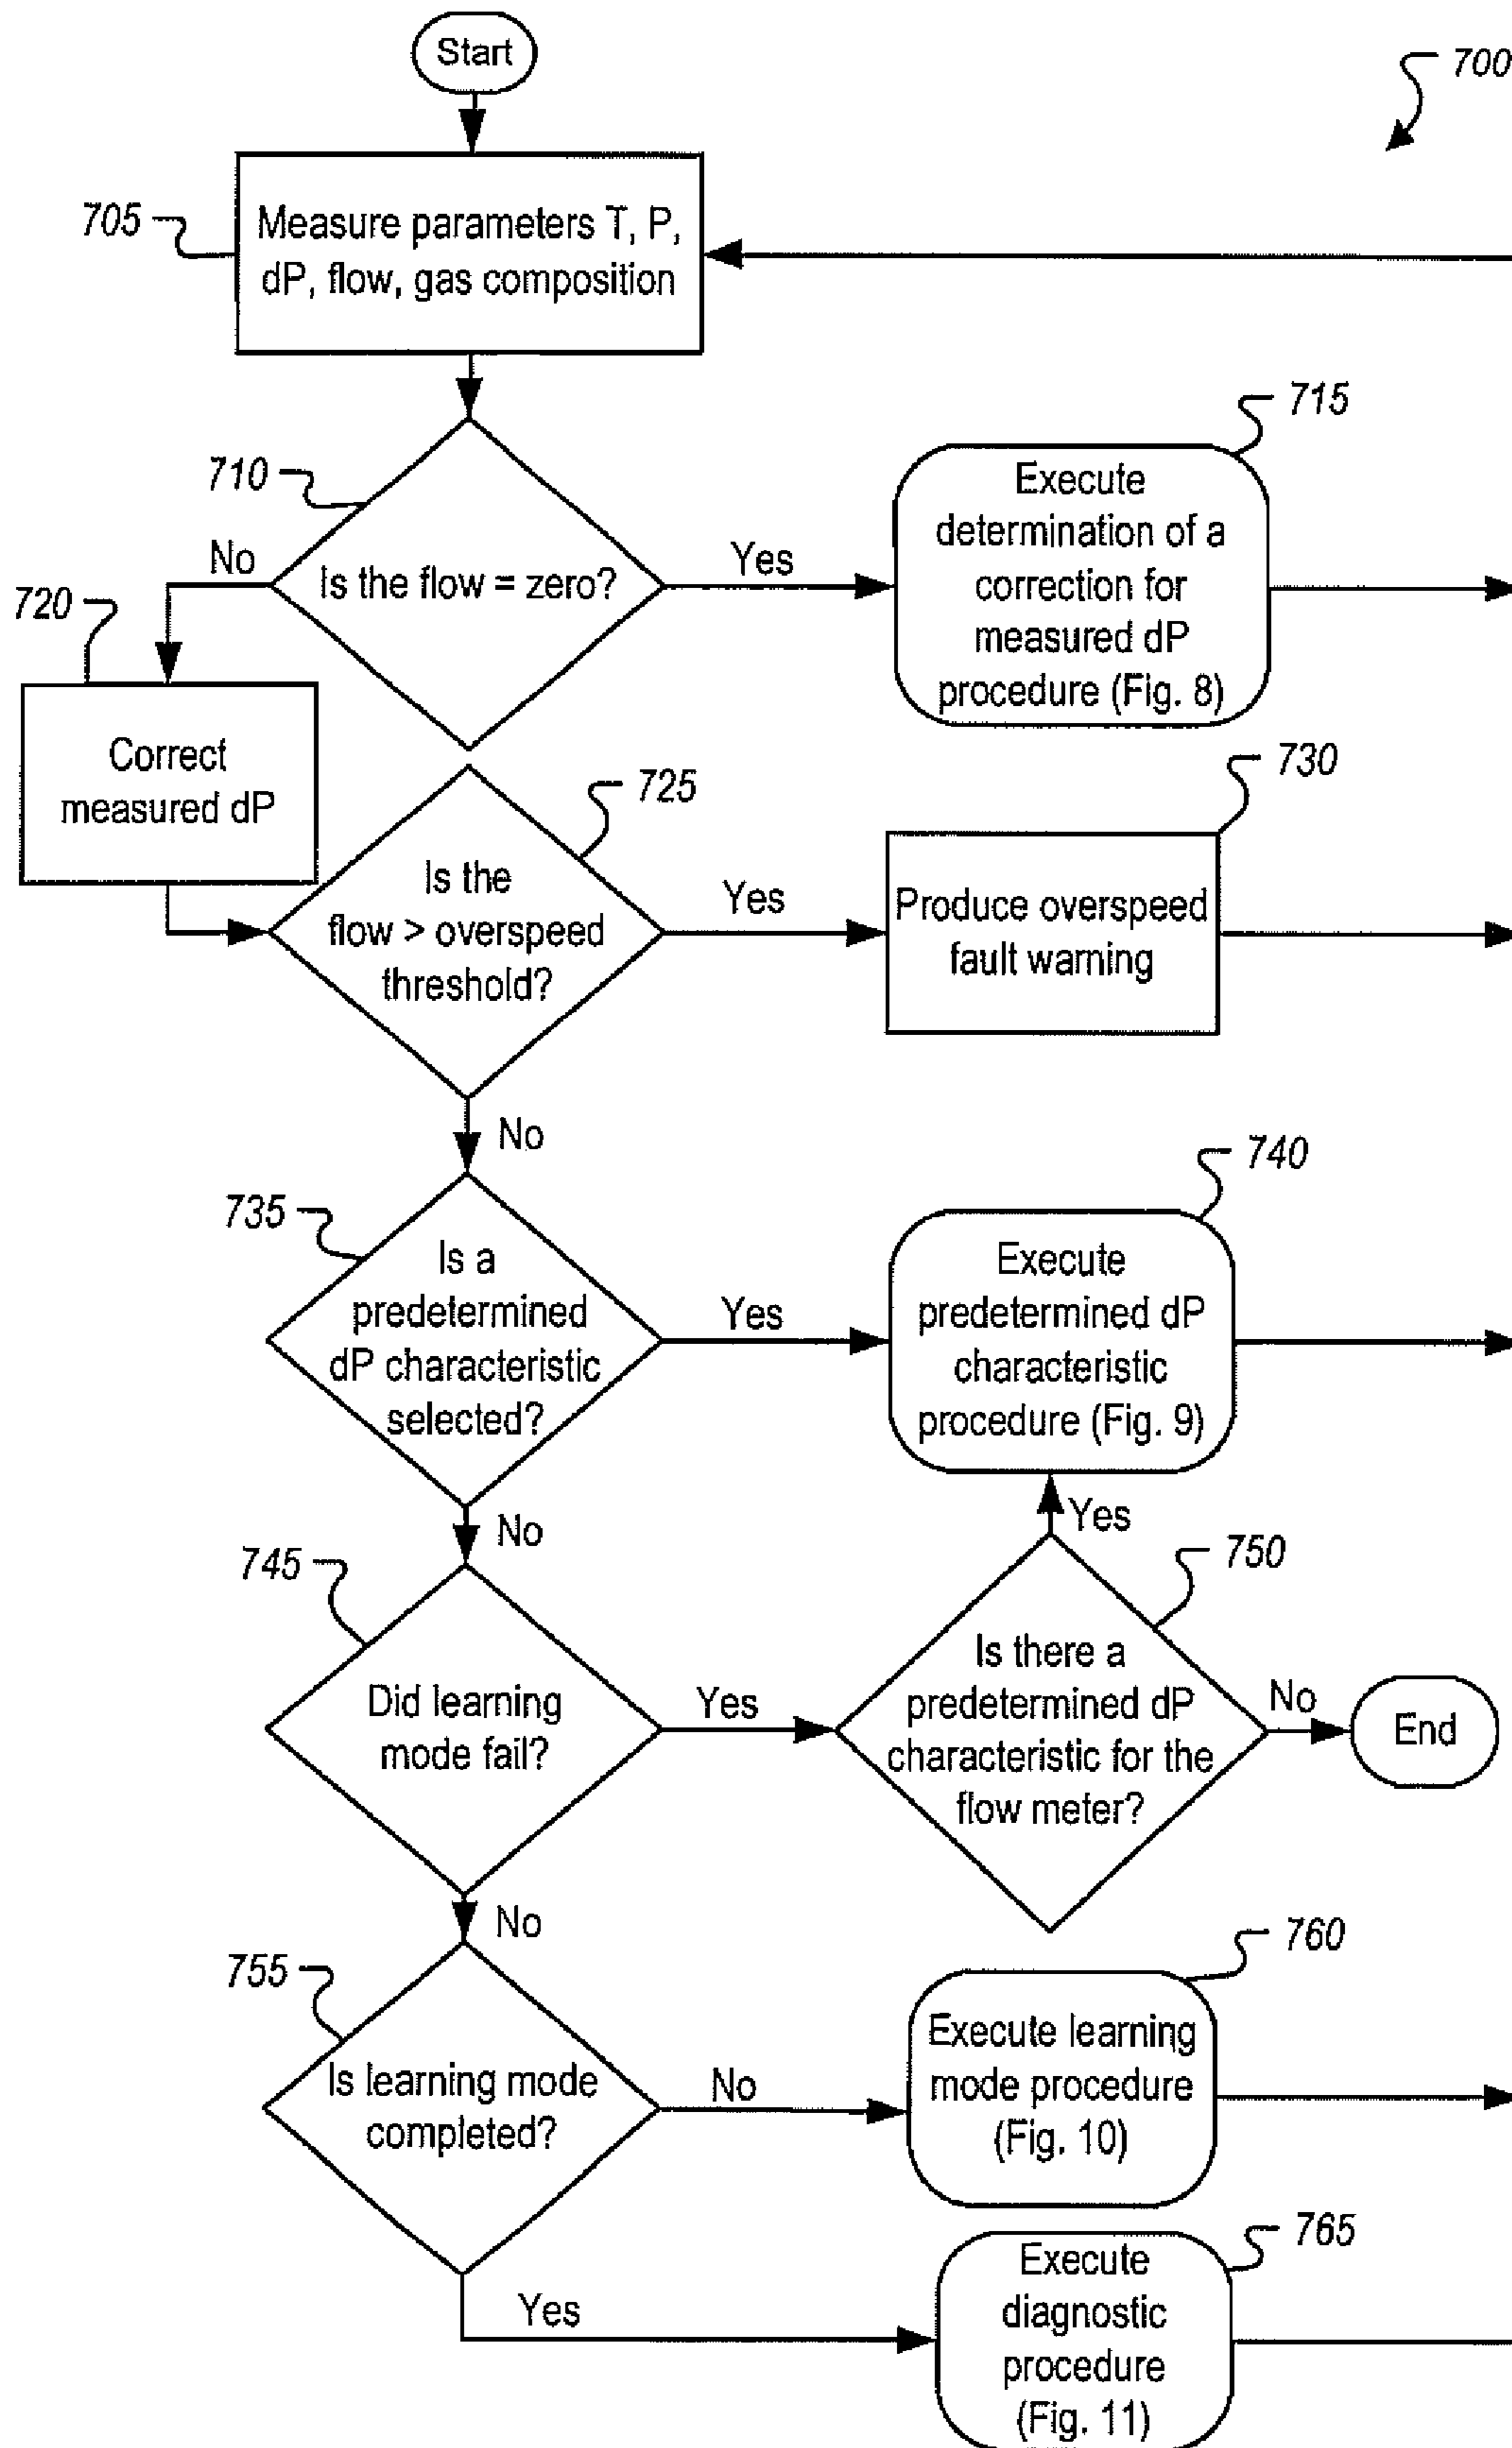 Start
700
705
Measure parameters T, P,
dP, flow, gas composition
710
Is the flow = zero?
Yes
No
715
Execute
determination of a
correction for
measured dP
procedure (Fig. 8)
720
Correct
measured dP
725
Is the
flow > overspeed
threshold?
Yes
No
730
Produce overspeed
fault warning
735
Is a
predetermined
dP characteristic
selected?
Yes
No
740
Execute
predetermined dP
characteristic
procedure (Fig. 9)
745
Did learning
mode fail?
Yes
No
750
Is there a
predetermined dP
characteristic for the
flow meter?
Yes
No
End
755
Is learning mode
completed?
No
Yes
760
Execute learning
mode procedure
(Fig. 10)
765
Execute
diagnostic
procedure
(Fig. 11)